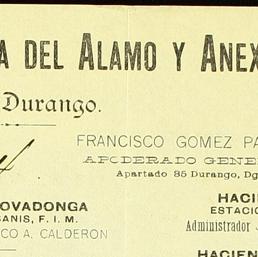 A DEL ALAMO Y ANEX
Durango.
FRANCISCO GOMEZ PA
APODERADO GENE
Apartado 85 Durango, Dg
OVADONGA
SANIS, F. I. M.
CO A. CALDERON
HACI
ESTACIO
Administrador
HACIEN